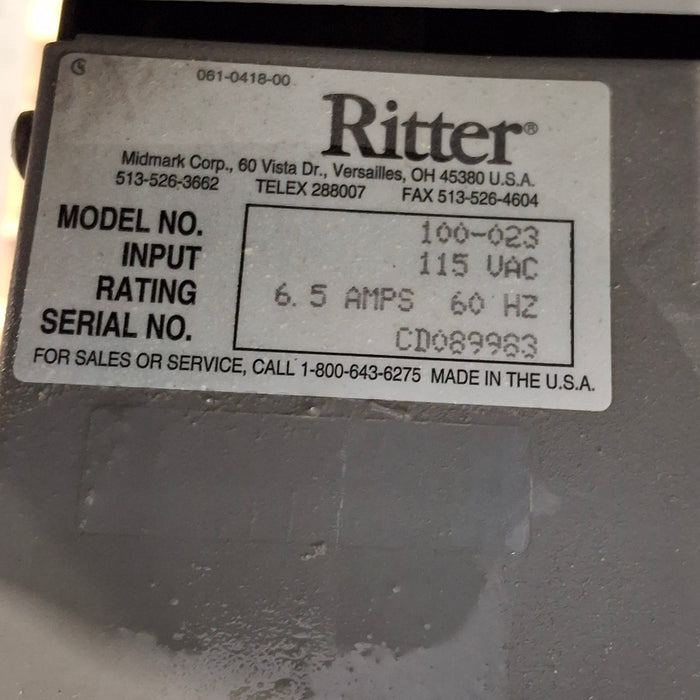 061-0418-00
Ritter®
Midmark Corp., 60 Vista Dr., Versailles, OH 45380 U.S.A.
513-526-3662 TELEX 288007 FAX 513-526-4604
MODEL NO. 100-023
INPUT 115 VAC
RATING 6.5 AMPS 60 HZ
SERIAL NO. CD089983
FOR SALES OR SERVICE, CALL 1-800-643-6275 MADE IN THE U.S.A.